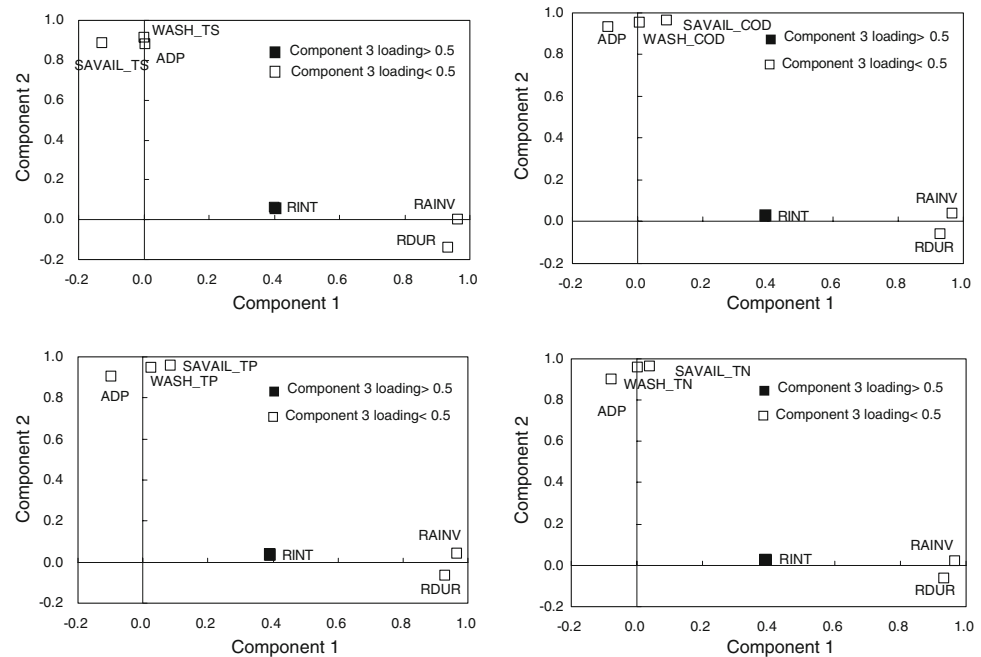 1.0
WASH_TS
0.8
SAVAIL_TS
ADP
0.6
0.4
0.2
0.0
-0.2
Component 2
Component 3 loading> 0.5
Component 3 loading< 0.5
RINT
RAINV
RDUR
0.2 0.4 0.6 0.8 1.0
-0.2 0.0 0.2 0.4 0.6 0.8 1.0
Component 1
1.0
SAVAIL_COD
ADP
WASH_COD
0.8
0.6
0.4
0.2
0.0
-0.2
Component 2
Component 3 loading> 0.5
Component 3 loading< 0.5
RINT
RAINV
RDUR
-0.2 0.0 0.2 0.4 0.6 0.8 1.0
Component 1
1.0
SAVAIL_TP
WASH_TP
ADP
0.8
0.6
0.4
0.2
0.0
-0.2
Component 2
Component 3 loading> 0.5
Component 3 loading< 0.5
RINT
RAINV
RDUR
-0.2 0.0 0.2 0.4 0.6 0.8 1.0
Component 1
1.0
SAVAIL_TN
WASH_TN
ADP
0.8
0.6
0.4
0.2
0.0
-0.2
Component 2
Component 3 loading> 0.5
Component 3 loading< 0.5
RINT
RAINV
RDUR
-0.2 0.0 0.2 0.4 0.6 0.8 1.0
Component 1